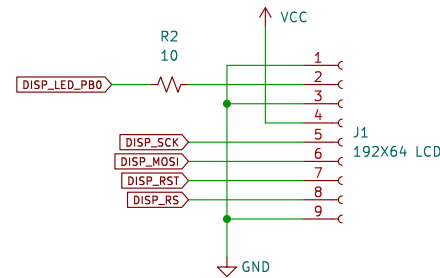 VCC
R2
10
DISP_LED_PB0
DISP_SCK
DISP_MOSI
DISP_RST
DISP_RS
1
2
3
4
5
6
7
8
9
J1
192X64 LCD
GND